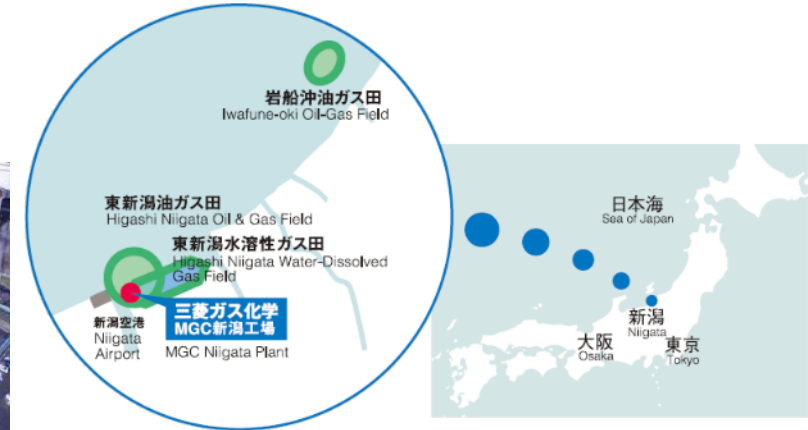 岩船沖油ガス田
Iwafune-oki Oil-Gas Field
東新潟油ガス田
Higashi Niigata Oil & Gas Field
東新潟水溶性ガス田
Higashi Niigata Water-Dissolved
Gas Field
三菱ガス化学
MGC新潟工場
MGC Niigata Plant
新潟空港
Niigata
Airport
日本海
Sea of Japan
新潟
Niigata
大阪
Osaka
東京
Tokyo